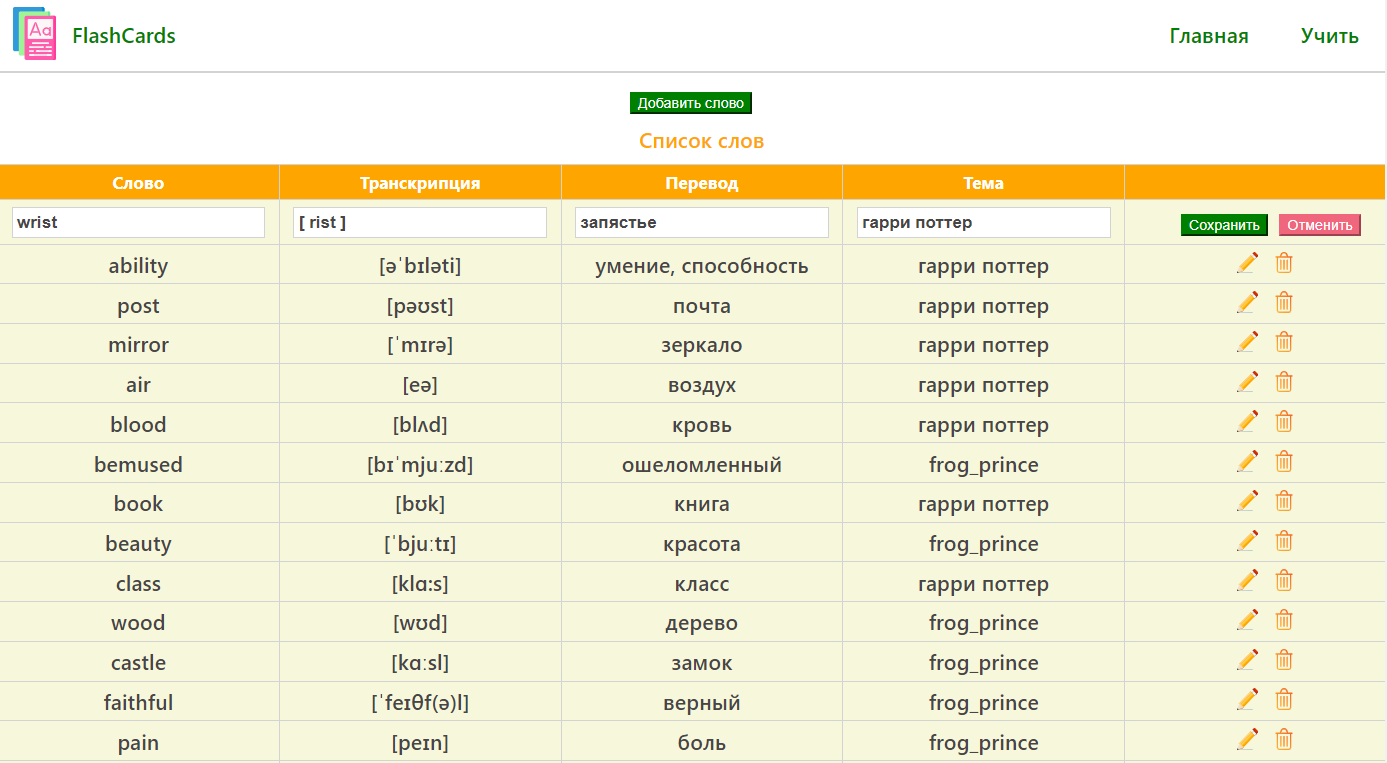 Aa
FlashCards Главная Учить
Добавить слово
Список слов
Слово Транскрипция Перевод Тема
wrist [ rist ] запястье гарри поттер Сохранить Отменить
ability [əˈbɪləti] умение, способность гарри поттер
post [pəʊst] почта гарри поттер
mirror [ˈmɪrə] зеркало гарри поттер
air [eə] воздух гарри поттер
blood [blʌd] кровь гарри поттер
bemused [bɪˈmjuːzd] ошеломленный frog_prince
book [bʊk] книга гарри поттер
beauty [ˈbjuːtɪ] красота frog_prince
class [klɑ:s] класс гарри поттер
wood [wʊd] дерево frog_prince
castle [kɑːsl] замок frog_prince
faithful [ˈfeɪθf(ə)l] верный frog_prince
pain [peɪn] боль frog_prince